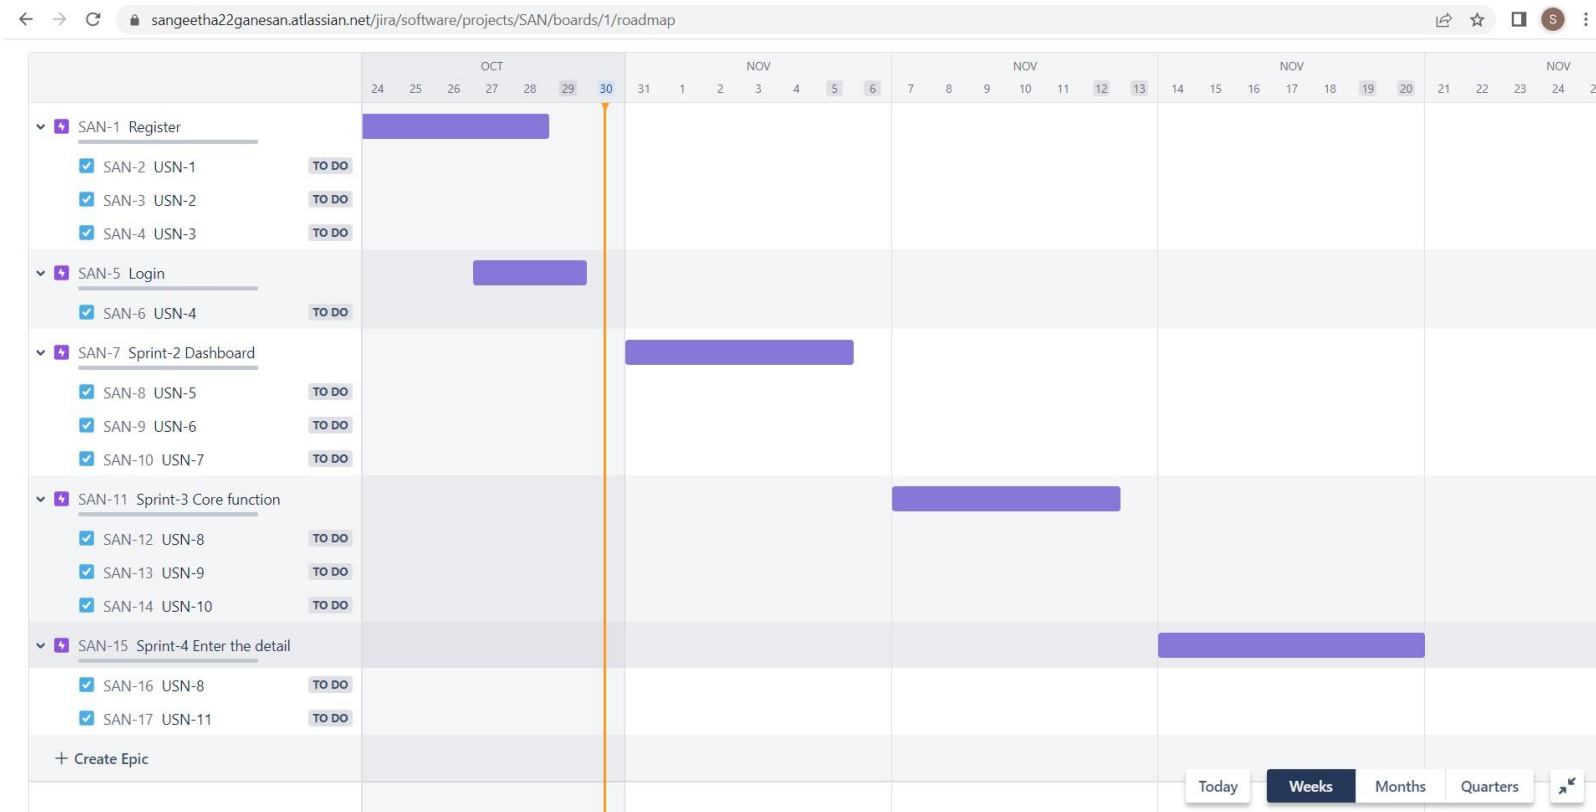 sangeetha22ganesan.atlassian.net/jira/software/projects/SAN/boards/1/roadmap
S
OCT NOV NOV NOV NOV
24 25 26 27 28 29 30 31 1 2 3 4 5 6 7 8 9 10 11 12 13 14 15 16 17 18 19 20 21 22 23 24 2
SAN-1 Register
SAN-2 USN-1 TO DO
SAN-3 USN-2 TO DO
SAN-4 USN-3 TO DO
SAN-5 Login
SAN-6 USN-4 TO DO
SAN-7 Sprint-2 Dashboard
SAN-8 USN-5 TO DO
SAN-9 USN-6 TO DO
SAN-10 USN-7 TO DO
SAN-11 Sprint-3 Core function
SAN-12 USN-8 TO DO
SAN-13 USN-9 TO DO
SAN-14 USN-10 TO DO
SAN-15 Sprint-4 Enter the detail
SAN-16 USN-8 TO DO
SAN-17 USN-11 TO DO
+ Create Epic
Today Weeks Months Quarters